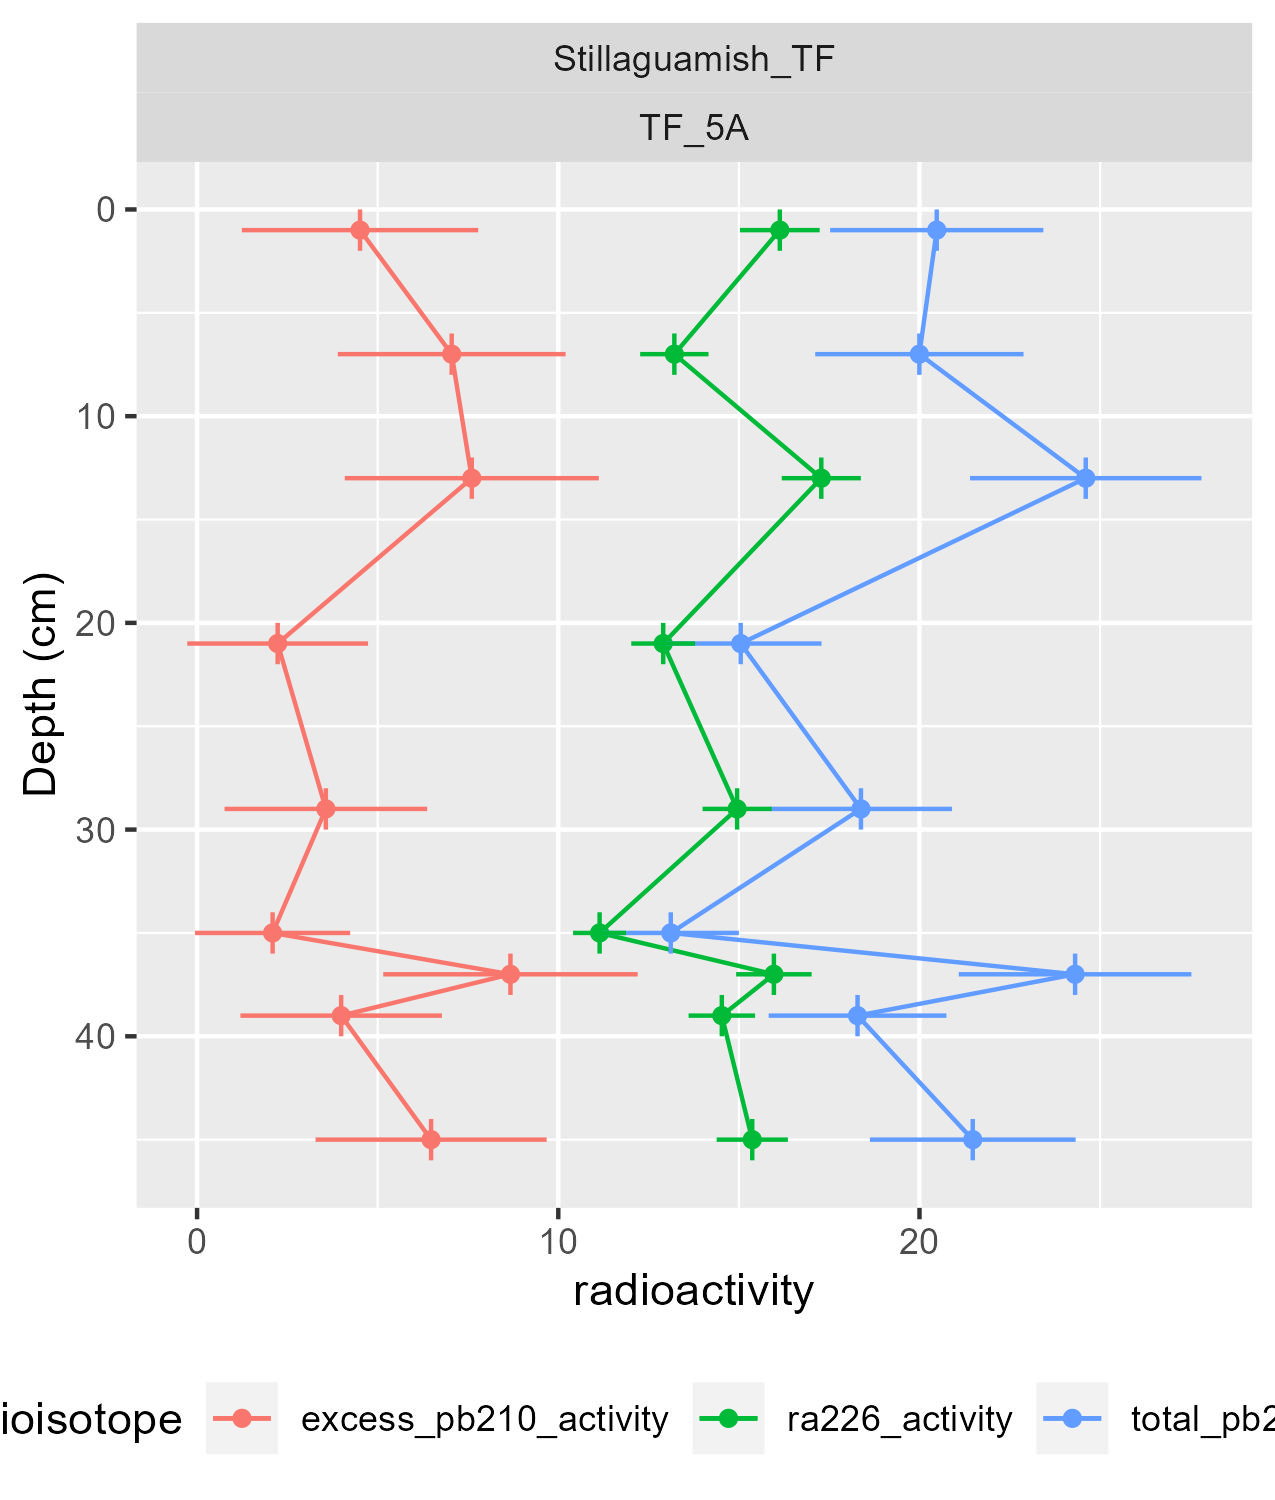 Stillaguamish_TF
TF_5A
0
10
20
30
40
Depth (cm)
0 10 20
radioactivity
ioisotope excess_pb210_activity ra226_activity total_pb2